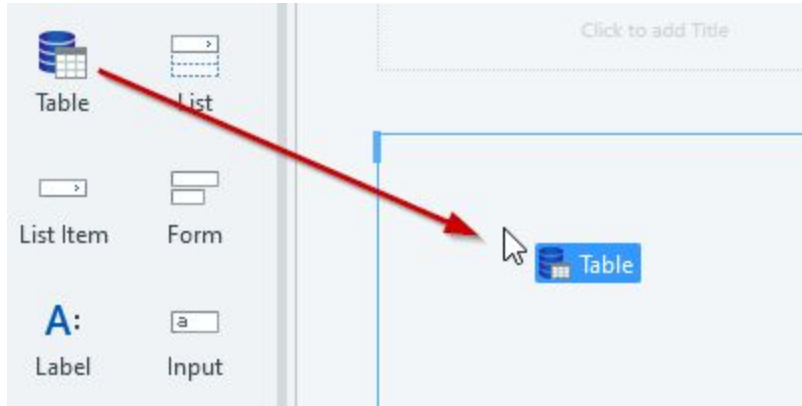 Click to add Title
Table
List
Table
List Item
Form
A:
a
Label
Input